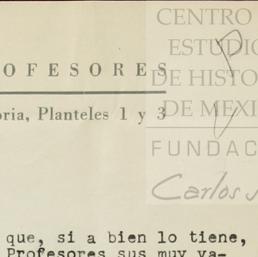 CENTRO
ESTUDIO
OFESORES
DE HISTO
oria, Planteles 1 y 3
DE MEXI
FUNDAC
Carlos
que, si a bien lo tiene,
Profesores sus muy va-